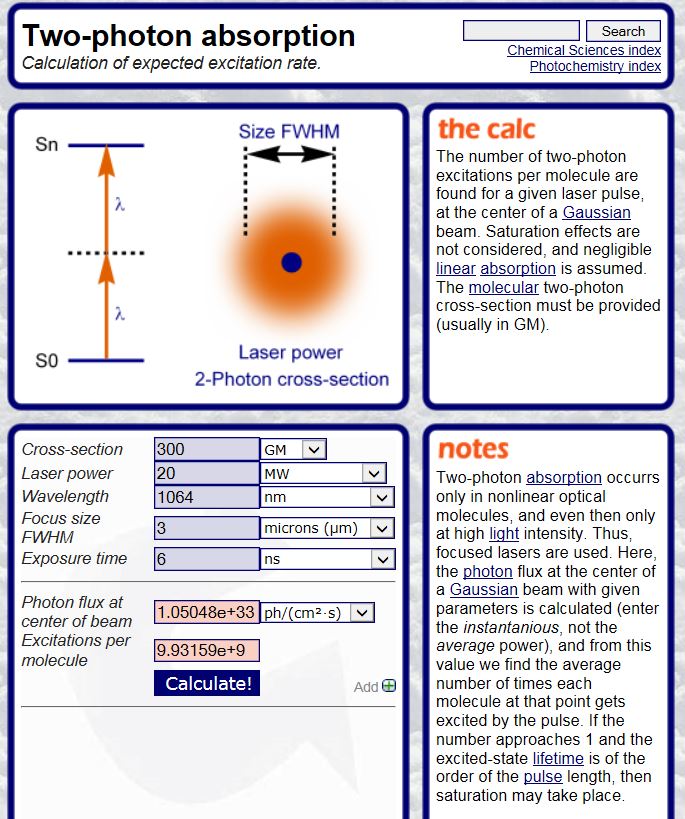 Two-photon absorption
Calculation of expected excitation rate.
Search
Chemical Sciences index
Photochemistry index
Size FWHM
Sn
λ
λ
S0
Laser power
2-Photon cross-section
the calc
The number of two-photon
excitations per molecule are
found for a given laser pulse,
at the center of a Gaussian
beam. Saturation effects are
not considered, and negligible
linear absorption is assumed.
The molecular two-photon
cross-section must be provided
(usually in GM).
Cross-section 300 GM
Laser power 20 MW
Wavelength 1064 nm
Focus size
FWHM 3 microns (µm)
Exposure time 6 ns
Photon flux at
center of beam 1.05048e+33 ph/(cm²·s)
Excitations per
molecule 9.93159e+9
Calculate!
Add
notes
Two-photon absorption occurrs
only in nonlinear optical
molecules, and even then only
at high light intensity. Thus,
focused lasers are used. Here,
the photon flux at the center of
a Gaussian beam with given
parameters is calculated (enter
the instantanious, not the
average power), and from this
value we find the average
number of times each
molecule at that point gets
excited by the pulse. If the
number approaches 1 and the
excited-state lifetime is of the
order of the pulse length, then
saturation may take place.